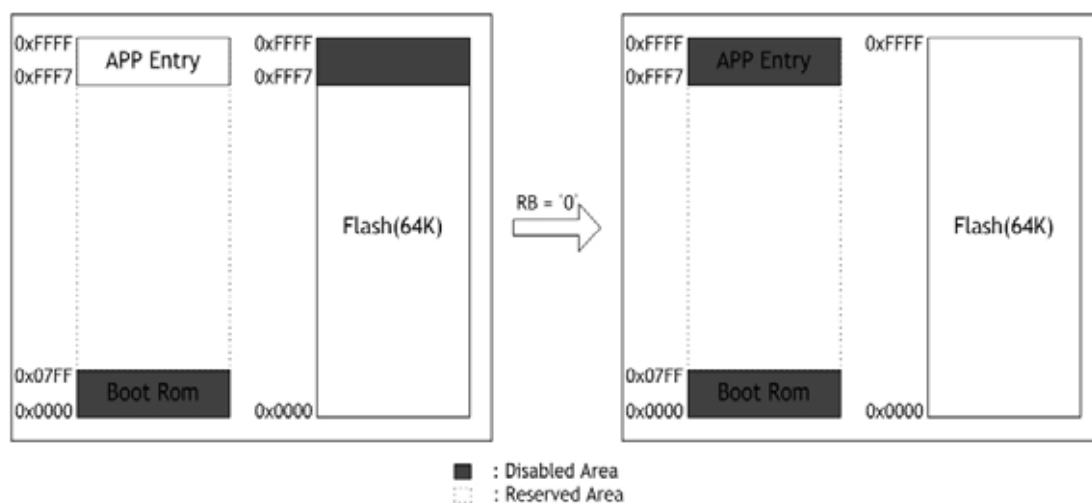 0xFFFF
APP Entry
0xFFF7
0x07FF
Boot Rom
0x0000
0xFFFF
0xFFF7
Flash(64K)
0x0000
RB = '0'
0xFFFF
APP Entry
0xFFF7
0x07FF
Boot Rom
0x0000
0xFFFF
Flash(64K)
0x0000
: Disabled Area
: Reserved Area